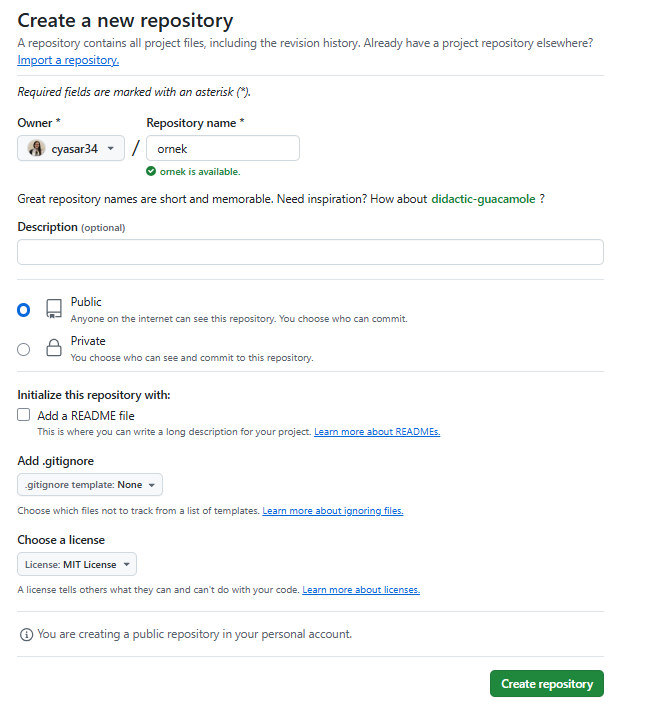 Create a new repository
A repository contains all project files, including the revision history. Already have a project repository elsewhere?
Import a repository.
Required fields are marked with an asterisk (*).
Owner * Repository name *
cyasar34 / ornek
ornek is available.
Great repository names are short and memorable. Need inspiration? How about didactic-guacamole ?
Description (optional)
Public
Anyone on the internet can see this repository. You choose who can commit.
Private
You choose who can see and commit to this repository.
Initialize this repository with:
Add a README file
This is where you can write a long description for your project. Learn more about READMEs.
Add .gitignore
.gitignore template: None
Choose which files not to track from a list of templates. Learn more about ignoring files.
Choose a license
License: MIT License
A license tells others what they can and can't do with your code. Learn more about licenses.
You are creating a public repository in your personal account.
Create repository